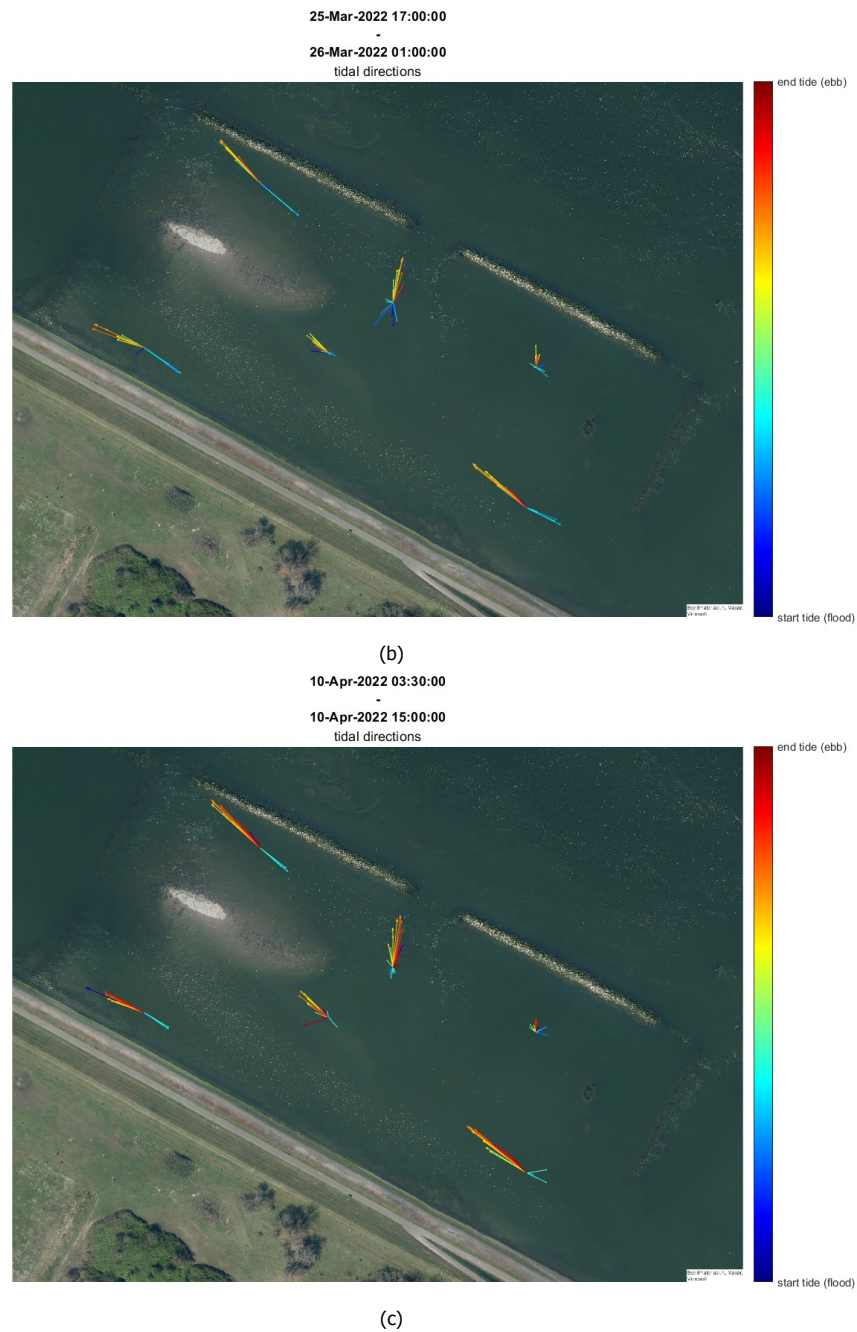 25-Mar-2022 17:00:00
-
26-Mar-2022 01:00:00
tidal directions
end tide (ebb)
start tide (flood)
(b)
10-Apr-2022 03:30:00
-
10-Apr-2022 15:00:00
tidal directions
end tide (ebb)
start tide (flood)
(c)